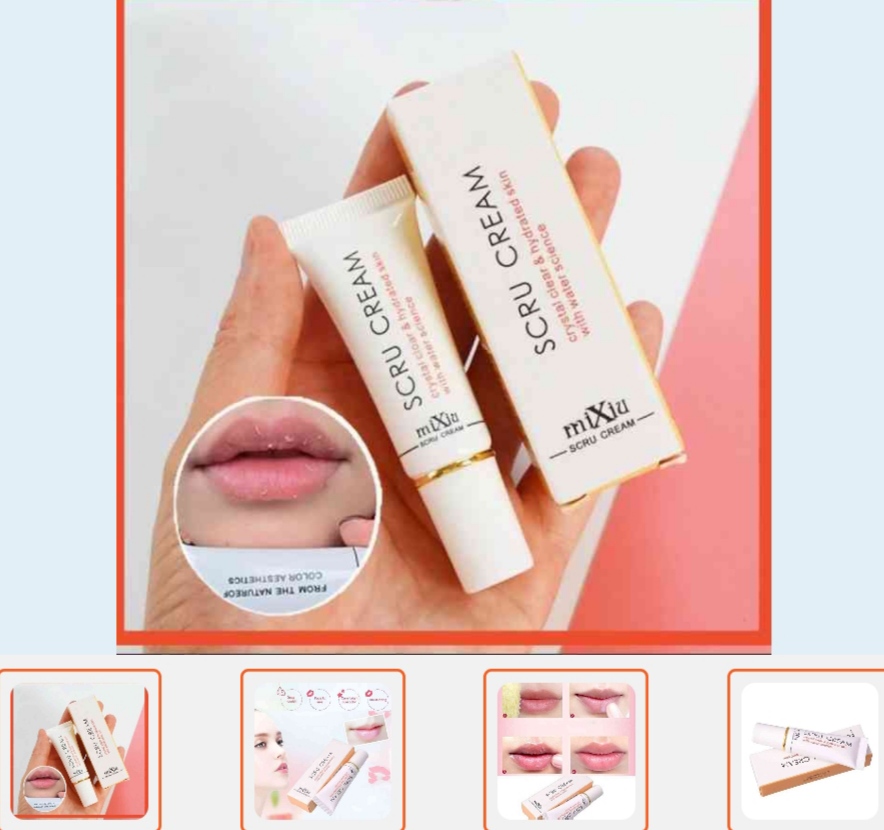 SCRU CREAM
crystal clear & hydrated skin
with water science
miXiu
SCRU CREAM
SCRU CREAM
crystal clear & hydrated skin
with water science
miXiu
SCRU CREAM
FROM THE NATUREOF
COLOR AESTHETICS